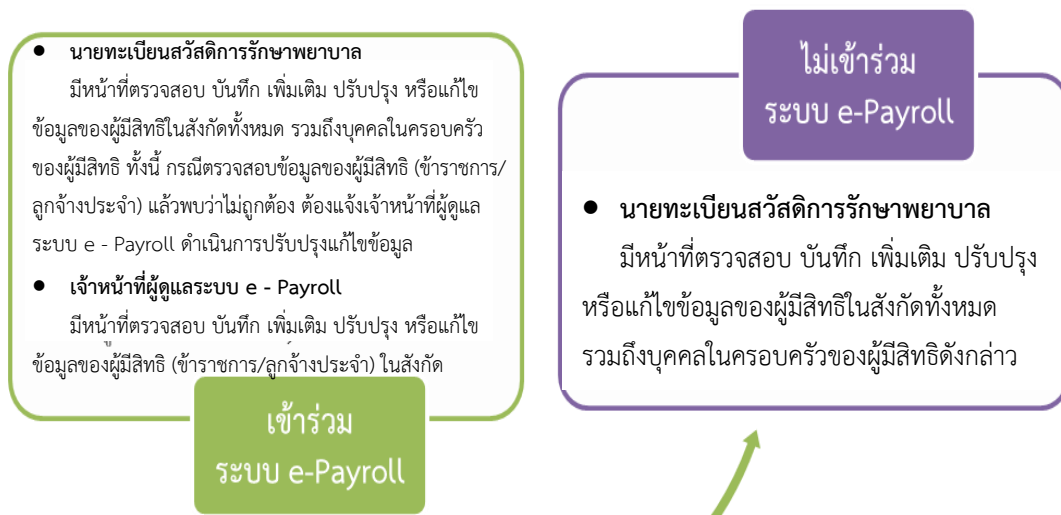 ● นายทะเบียนสวัสดิการรักษาพยาบาล
มีหน้าที่ตรวจสอบ บันทึก เพิ่มเติม ปรับปรุง หรือแก้ไข
ข้อมูลของผู้มีสิทธิในสังกัดทั้งหมด รวมถึงบุคคลในครอบครัว
ของผู้มีสิทธิ ทั้งนี้ กรณีตรวจสอบข้อมูลของผู้มีสิทธิ (ข้าราชการ/
ลูกจ้างประจำ) แล้วพบว่าไม่ถูกต้อง ต้องแจ้งเจ้าหน้าที่ผู้ดูแล
ระบบ e - Payroll ดำเนินการปรับปรุงแก้ไขข้อมูล
● เจ้าหน้าที่ผู้ดูแลระบบ e - Payroll
มีหน้าที่ตรวจสอบ บันทึก เพิ่มเติม ปรับปรุง หรือแก้ไข
ข้อมูลของผู้มีสิทธิ (ข้าราชการ/ลูกจ้างประจำ) ในสังกัด
เข้าร่วม
ระบบ e-Payroll
ไม่เข้าร่วม
ระบบ e-Payroll
● นายทะเบียนสวัสดิการรักษาพยาบาล
มีหน้าที่ตรวจสอบ บันทึก เพิ่มเติม ปรับปรุง
หรือแก้ไขข้อมูลของผู้มีสิทธิในสังกัดทั้งหมด
รวมถึงบุคคลในครอบครัวของผู้มีสิทธิดังกล่าว